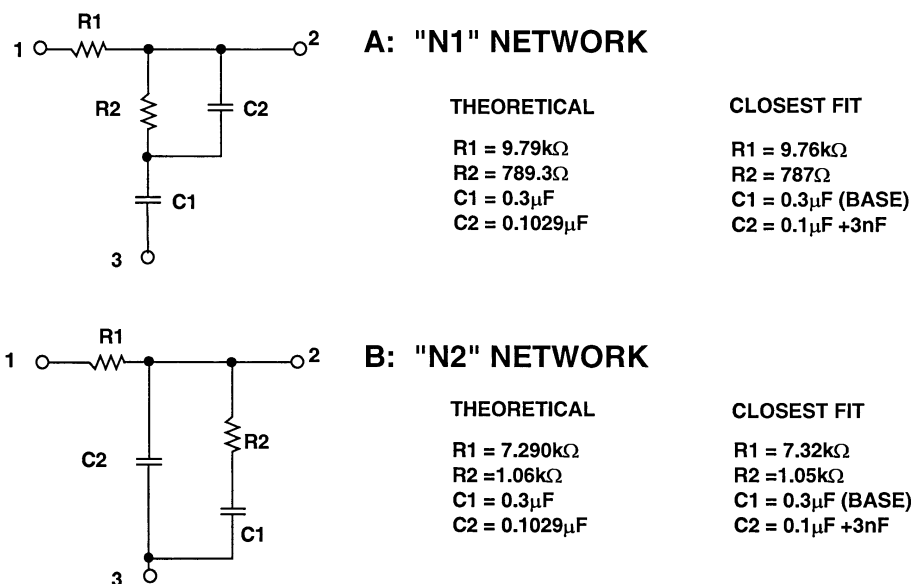 R1
1
2
R2
C2
C1
3
A: "N1" NETWORK
THEORETICAL
R1 = 9.79kΩ
R2 = 789.3Ω
C1 = 0.3μF
C2 = 0.1029μF
CLOSEST FIT
R1 = 9.76kΩ
R2 = 787Ω
C1 = 0.3μF (BASE)
C2 = 0.1μF +3nF
R1
1
2
C2
R2
C1
3
B: "N2" NETWORK
THEORETICAL
R1 = 7.290kΩ
R2 =1.06kΩ
C1 = 0.3μF
C2 = 0.1029μF
CLOSEST FIT
R1 = 7.32kΩ
R2 =1.05kΩ
C1 = 0.3μF (BASE)
C2 = 0.1μF +3nF